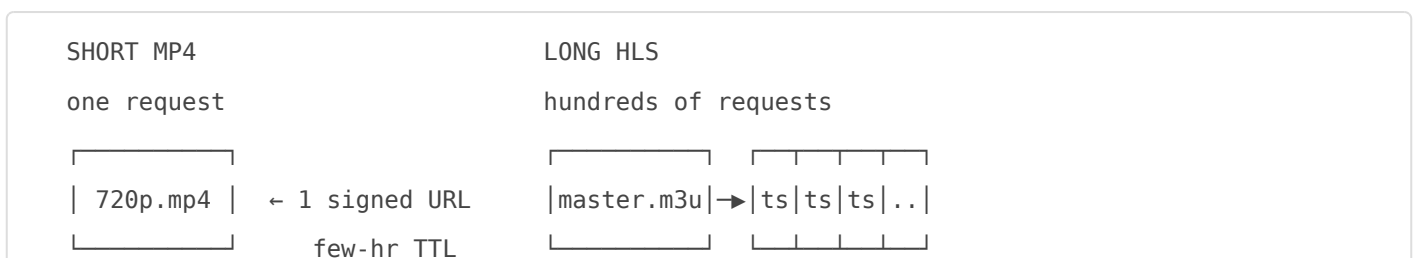 SHORT MP4                     LONG HLS
one request                   hundreds of requests
┌──────────┐                    ┌──────────┐  ┌──┬──┬──┬──┐
│ 720p.mp4 │  ← 1 signed URL     │master.m3u│─▶│ts│ts│ts│..│
└──────────┘     few-hr TTL      └──────────┘  └──┴──┴──┴──┘